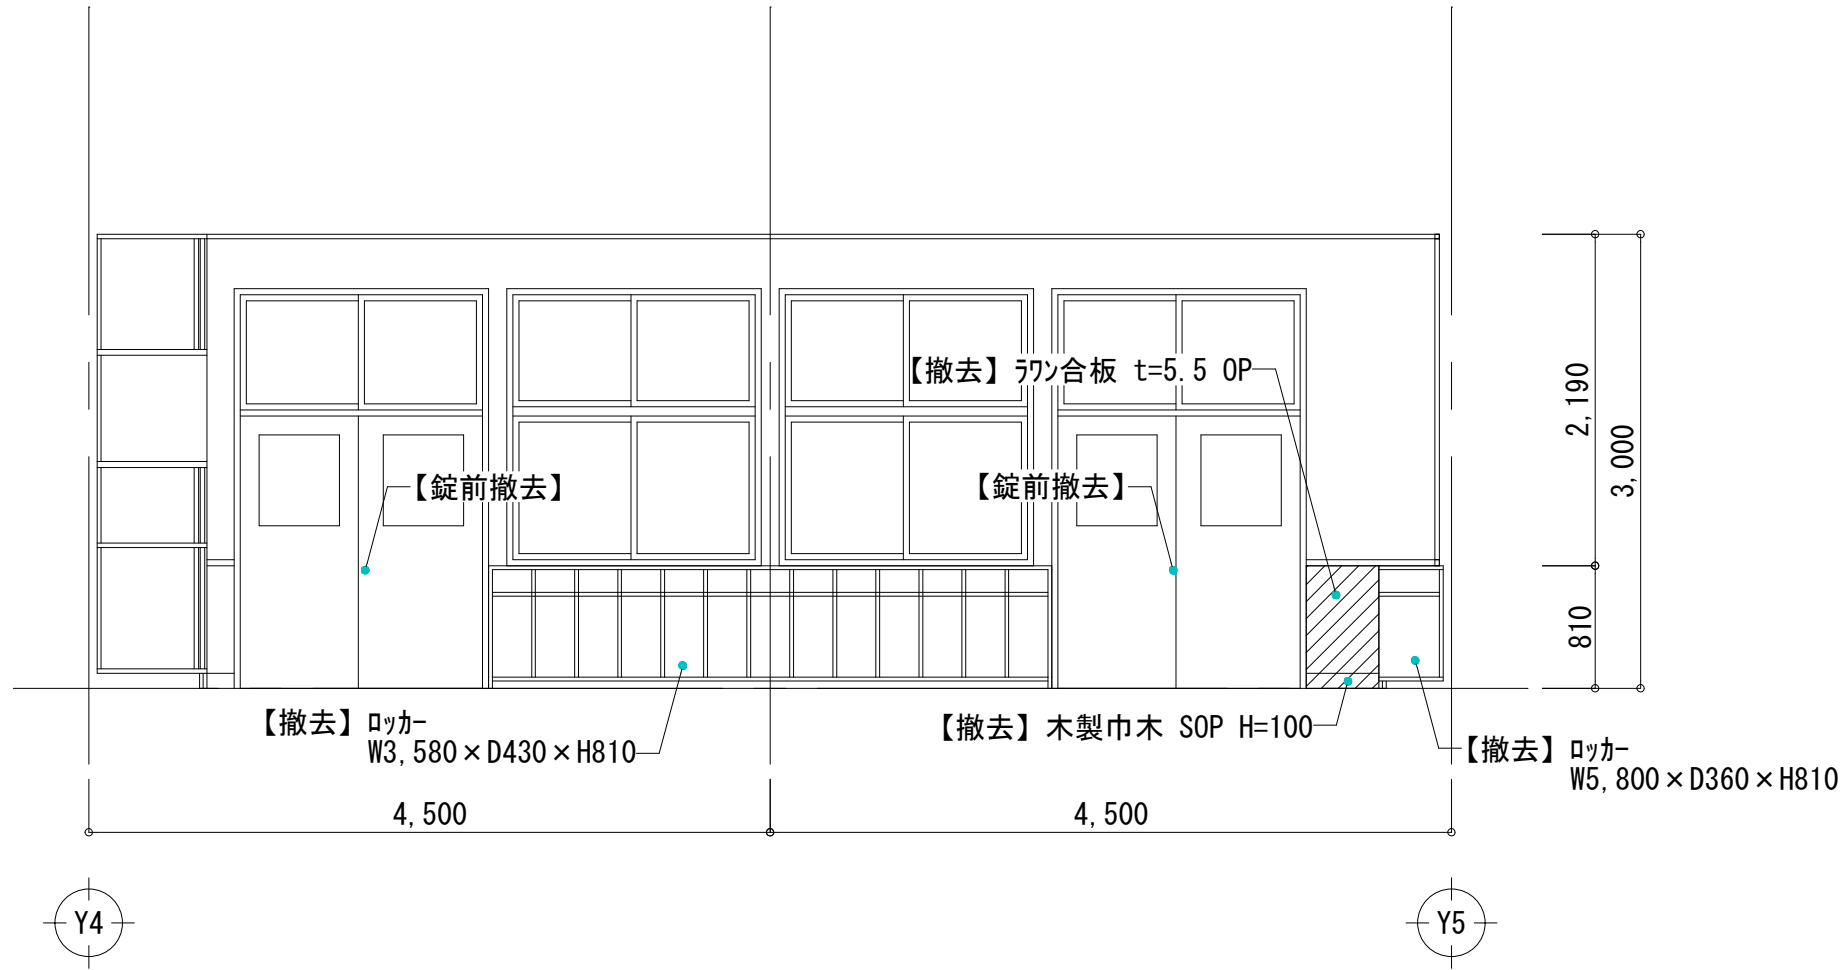 【撤去】ﾗﾜﾝ合板 t=5.5 OP
2,190
3,000
【錠前撤去】
【錠前撤去】
810
【撤去】ﾛｯｶｰ
W3,580×D430×H810
【撤去】木製巾木 SOP H=100
【撤去】ﾛｯｶｰ
W5,800×D360×H810
4,500
4,500
Y4
Y5